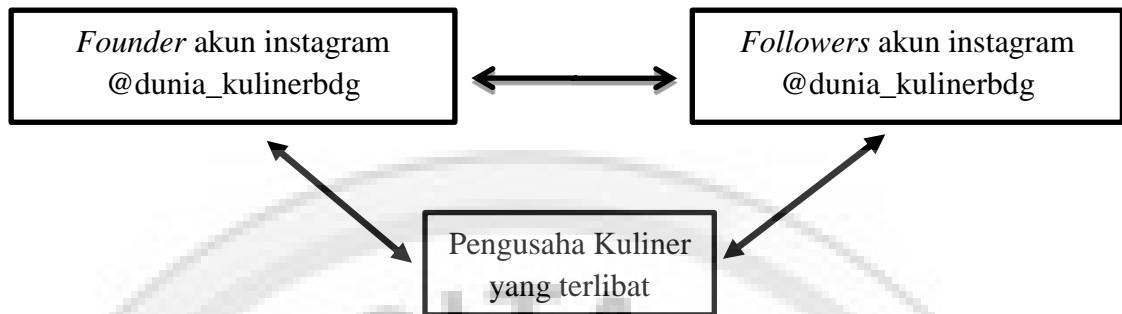 Founder akun instagram
@dunia_kulinerbdg
Followers akun instagram
@dunia_kulinerbdg
Pengusaha Kuliner
yang terlibat